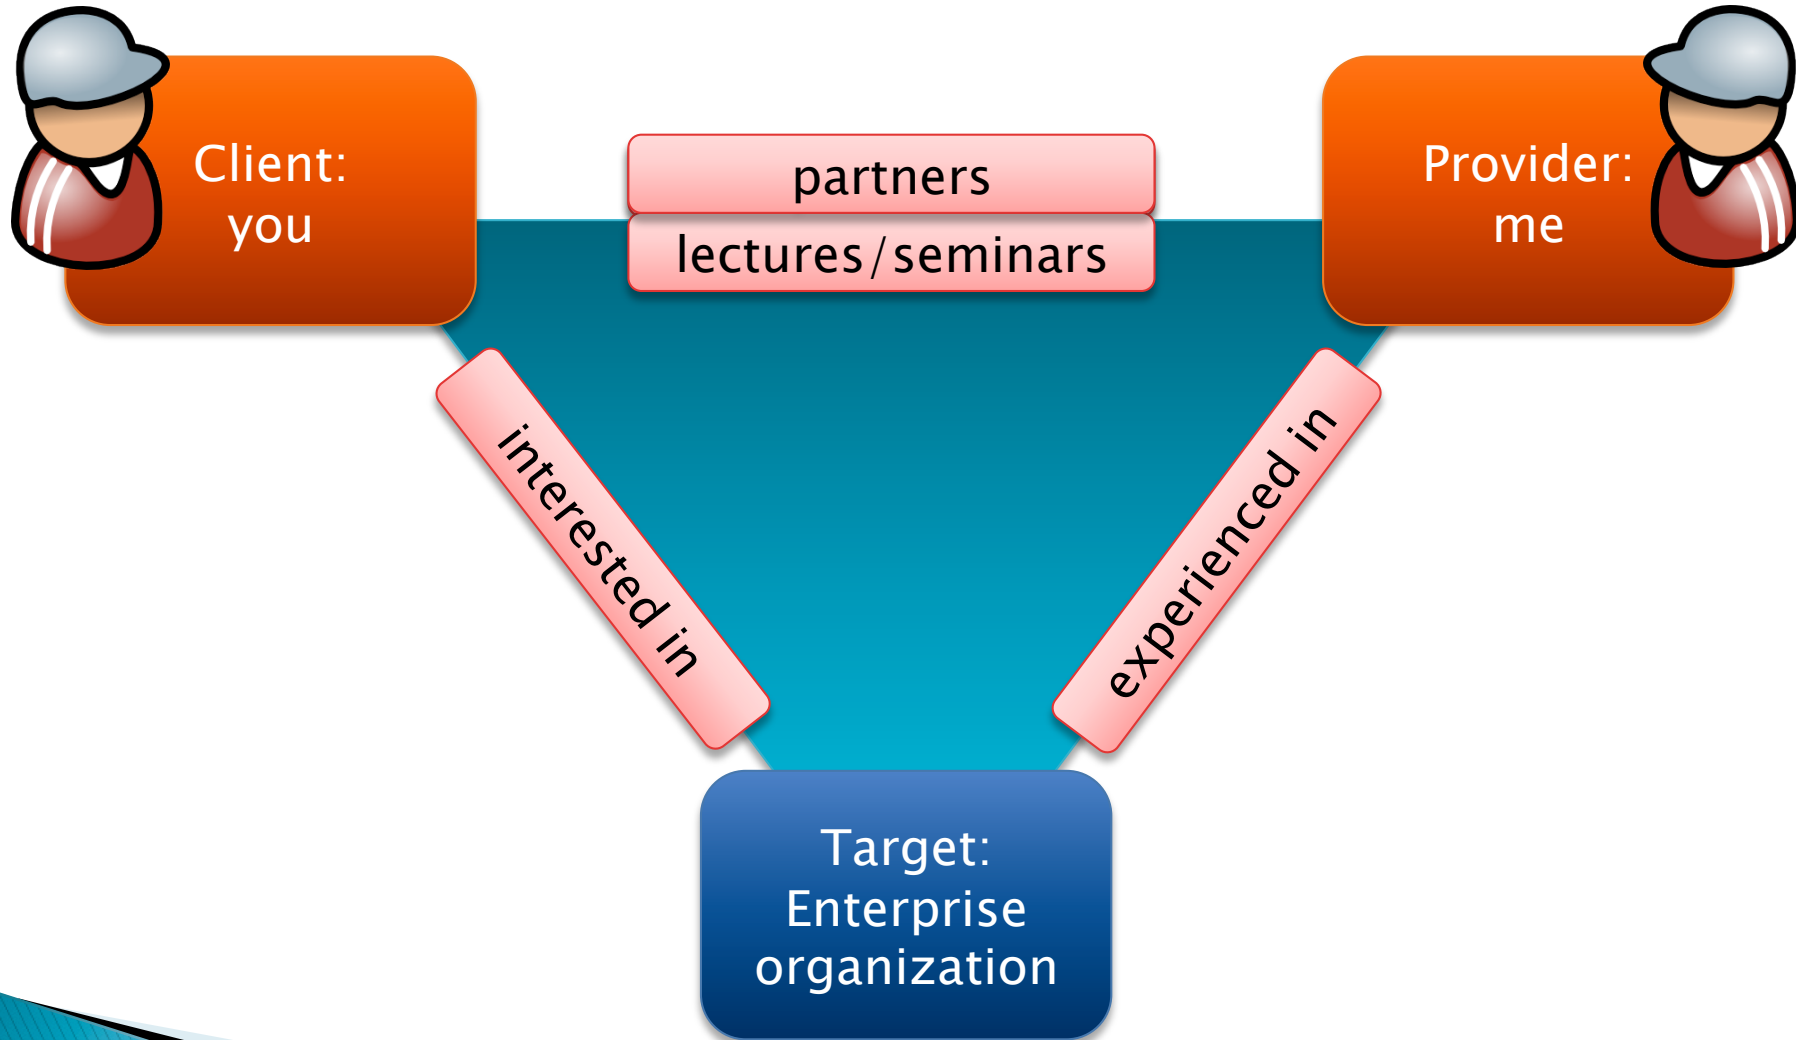 Client:
you
partners
lectures/seminars
Provider:
me
interested in
experienced in
Target:
Enterprise
organization